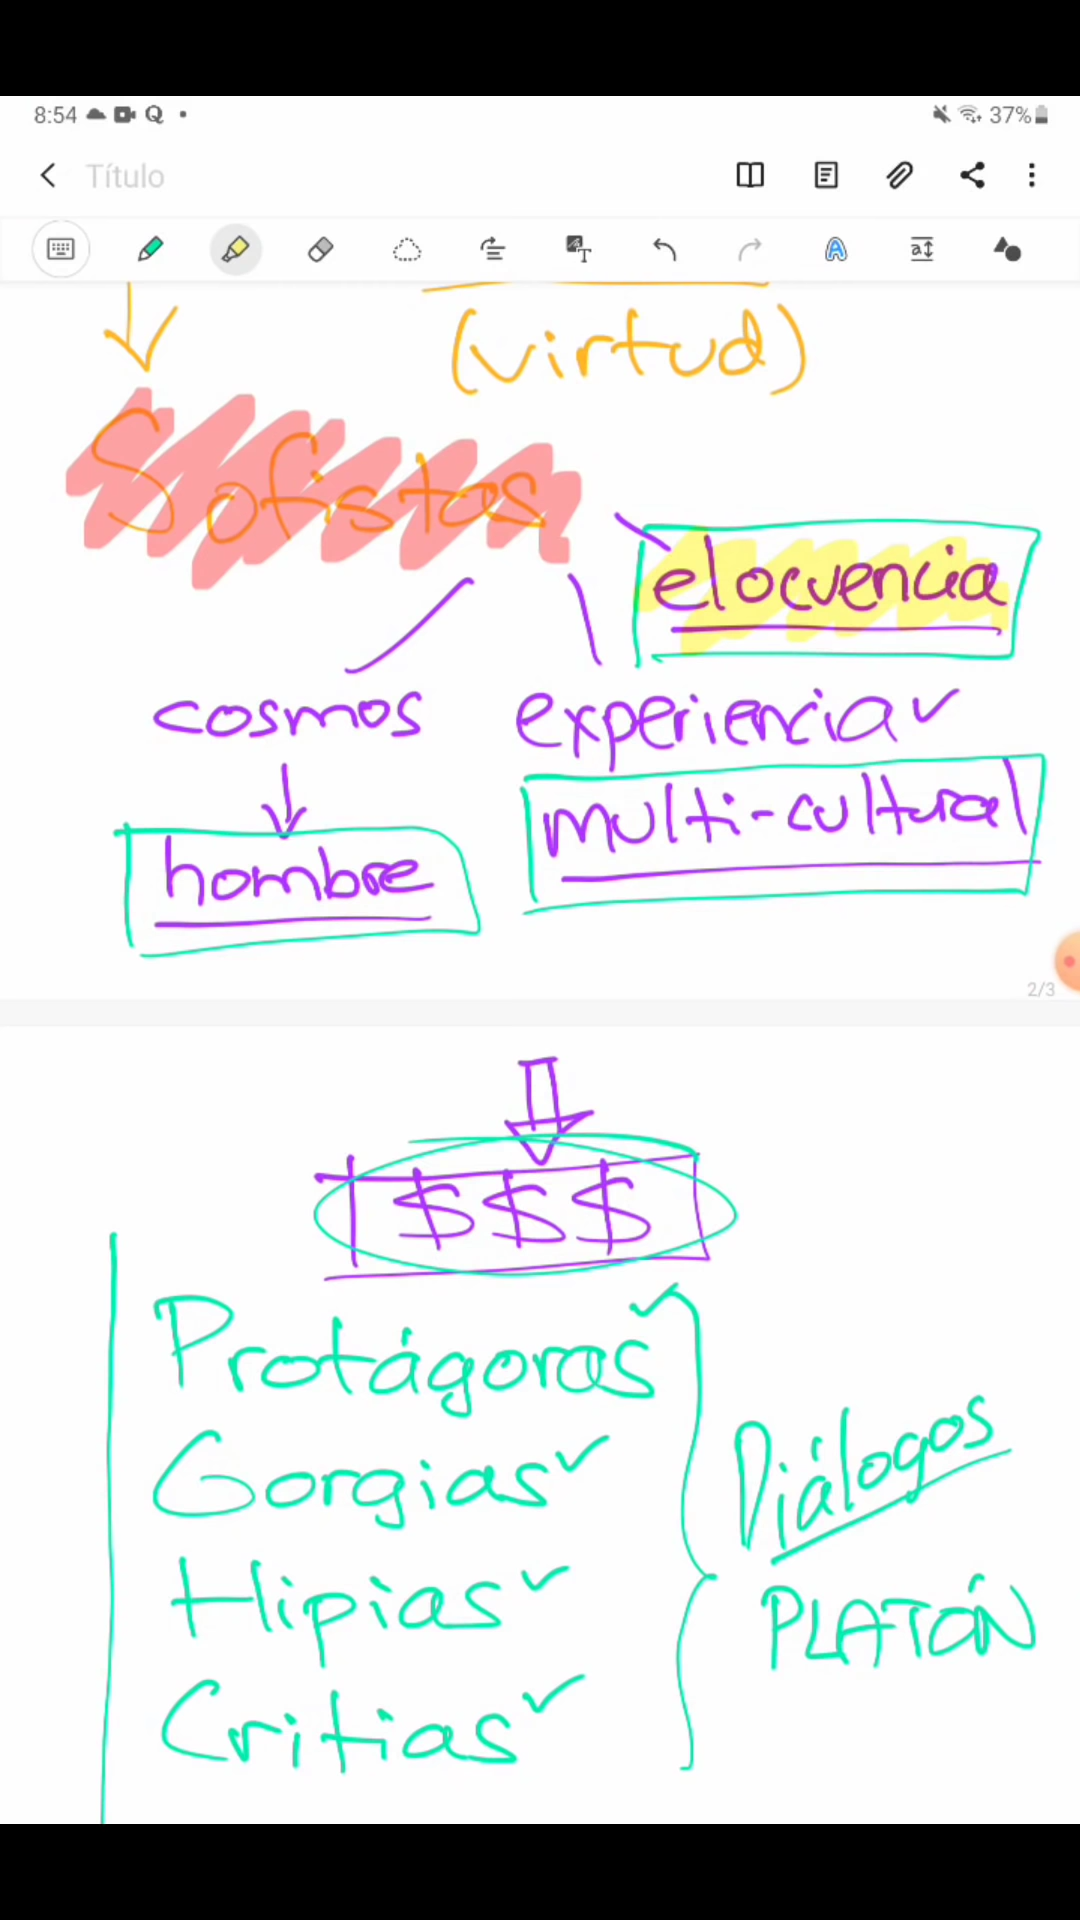 8:54
37%
Título
(virtud)
Sofistas
elocuencia
cosmos experiencia
hombre multi-cultural
2/3
$ $ $
Protágoras
Gorgias
Hipias
Critias
Diálogos
PLATÓN